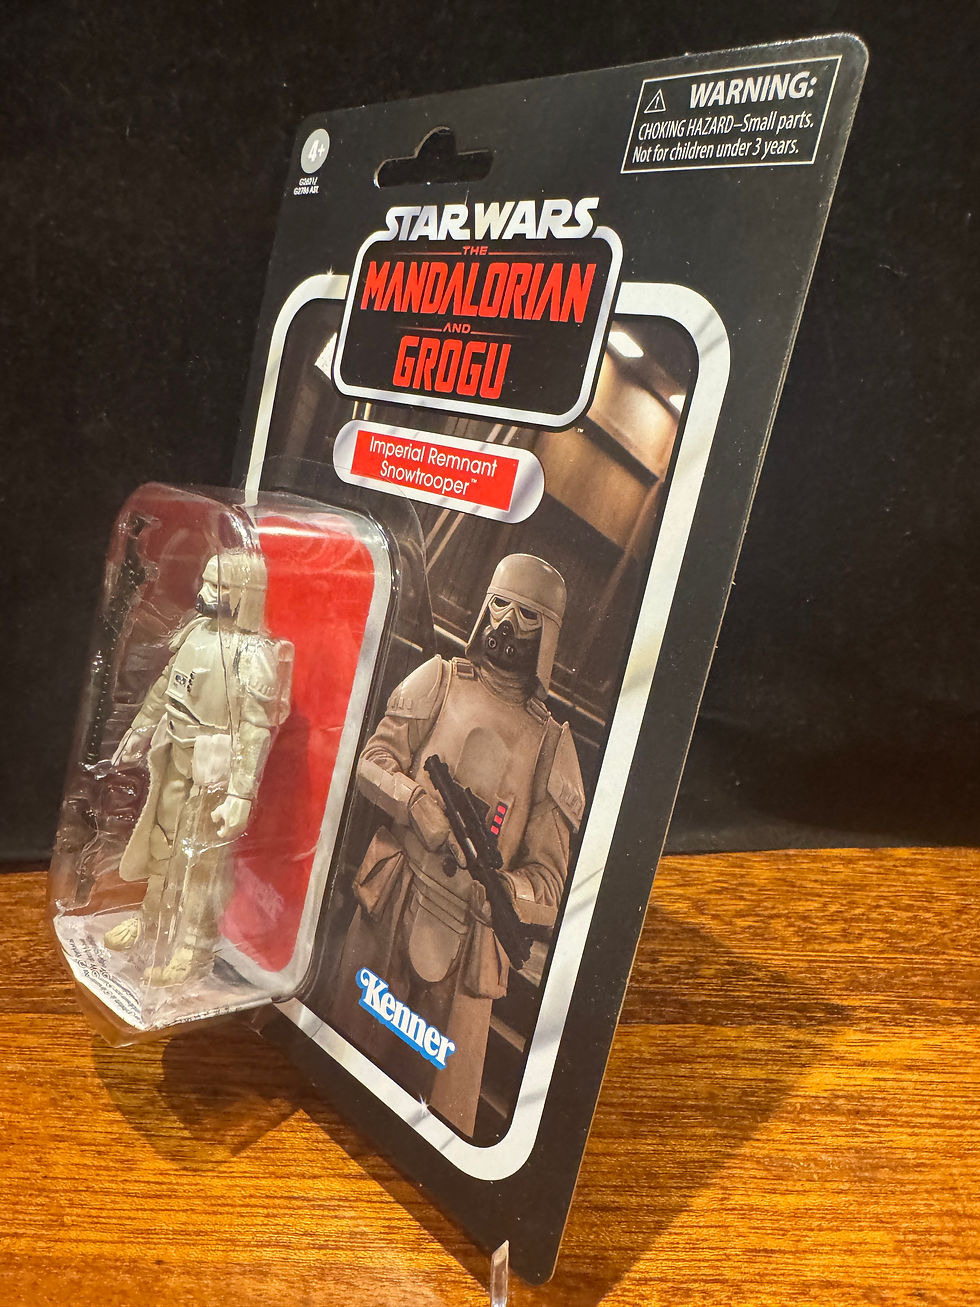 ⚠ WARNING:
CHOKING HAZARD–Small parts.
Not for children under 3 years.
4+
STAR WARS
THE
MANDALORIAN
AND
GROGU
Imperial Remnant
Snowtrooper™
Kenner